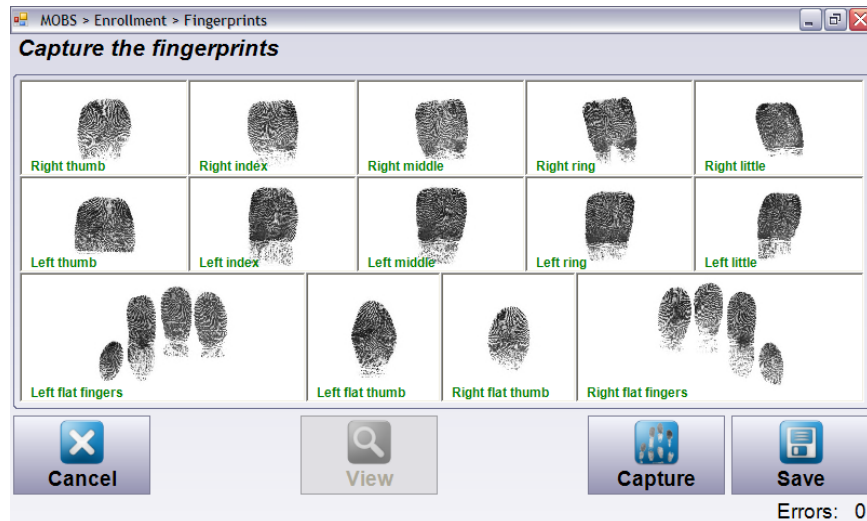 MOBS > Enrollment > Fingerprints
Capture the fingerprints
Right thumb Right index Right middle Right ring Right little
Left thumb Left index Left middle Left ring Left little
Left flat fingers Left flat thumb Right flat thumb Right flat fingers
Cancel View Capture Save
Errors: 0